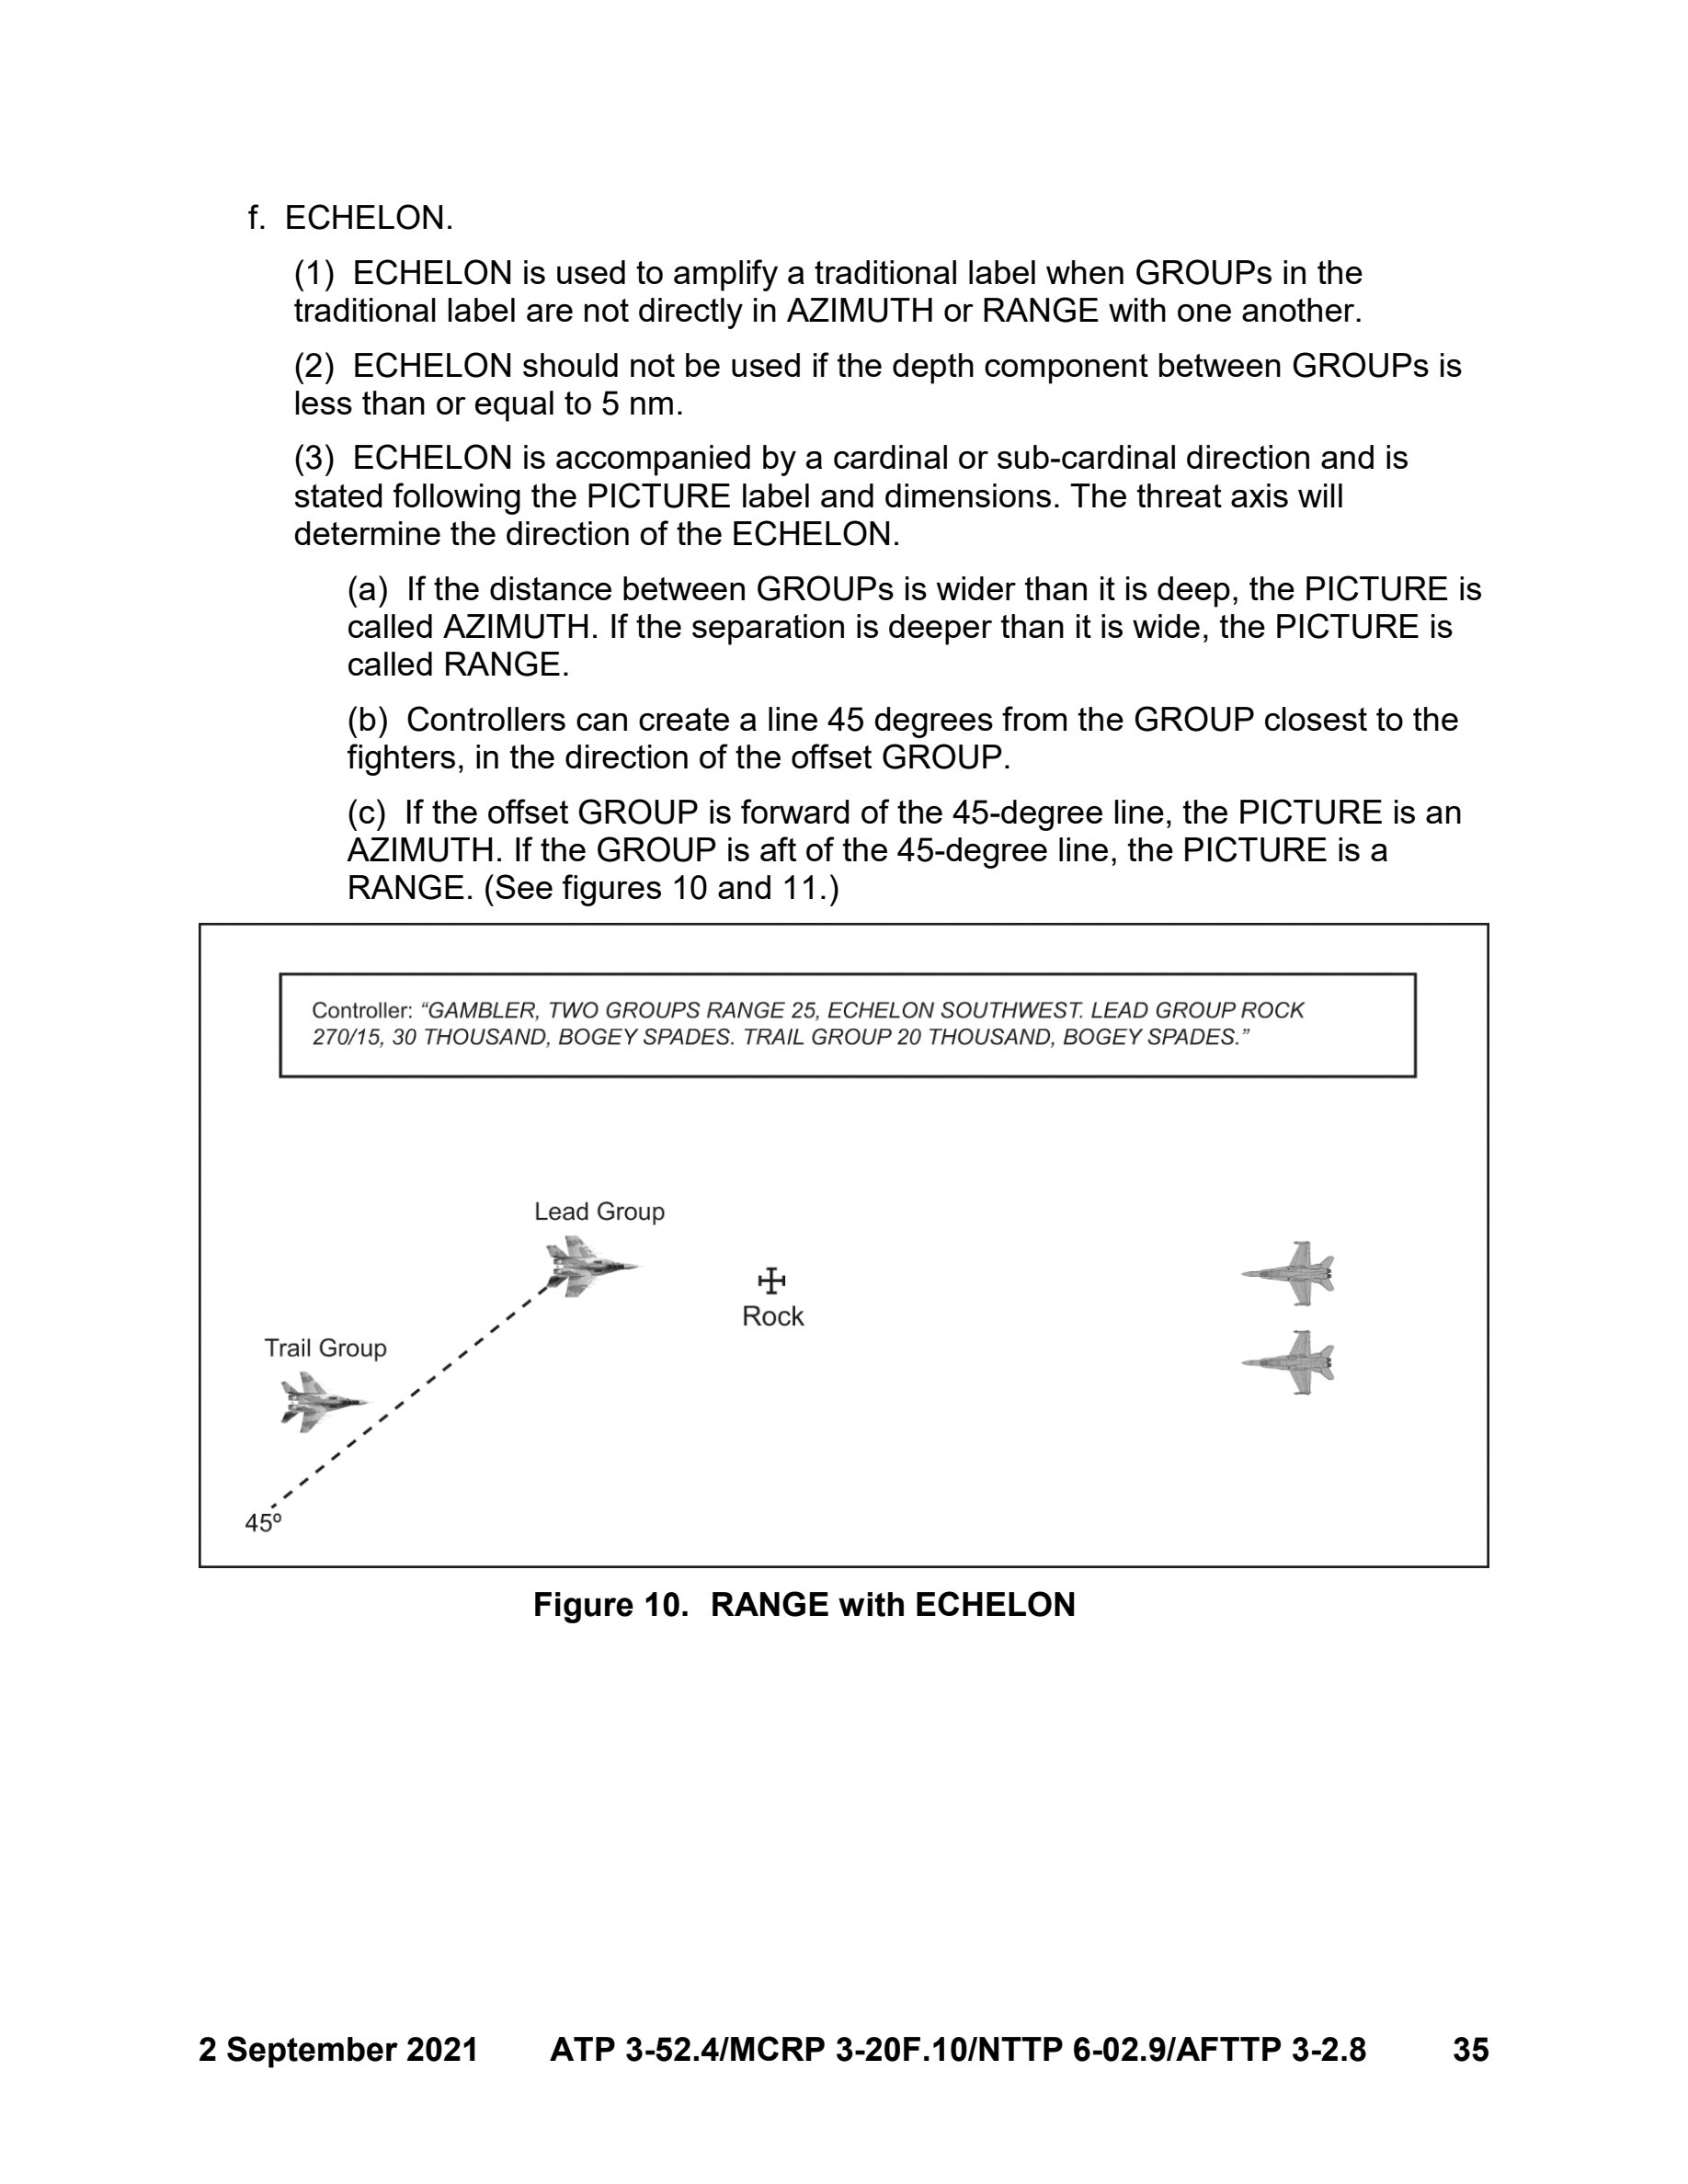 f. ECHELON.
(1) ECHELON is used to amplify a traditional label when GROUPs in the
traditional label are not directly in AZIMUTH or RANGE with one another.
(2) ECHELON should not be used if the depth component between GROUPs is
less than or equal to 5 nm.
(3) ECHELON is accompanied by a cardinal or sub-cardinal direction and is
stated following the PICTURE label and dimensions. The threat axis will
determine the direction of the ECHELON.
(a) If the distance between GROUPs is wider than it is deep, the PICTURE is
called AZIMUTH. If the separation is deeper than it is wide, the PICTURE is
called RANGE.
(b) Controllers can create a line 45 degrees from the GROUP closest to the
fighters, in the direction of the offset GROUP.
(c) If the offset GROUP is forward of the 45-degree line, the PICTURE is an
AZIMUTH. If the GROUP is aft of the 45-degree line, the PICTURE is a
RANGE. (See figures 10 and 11.)
Controller: “GAMBLER, TWO GROUPS RANGE 25, ECHELON SOUTHWEST. LEAD GROUP ROCK
270/15, 30 THOUSAND, BOGEY SPADES. TRAIL GROUP 20 THOUSAND, BOGEY SPADES.”
Lead Group
Rock
Trail Group
45º
Figure 10. RANGE with ECHELON
2 September 2021 ATP 3-52.4/MCRP 3-20F.10/NTTP 6-02.9/AFTTP 3-2.8 35